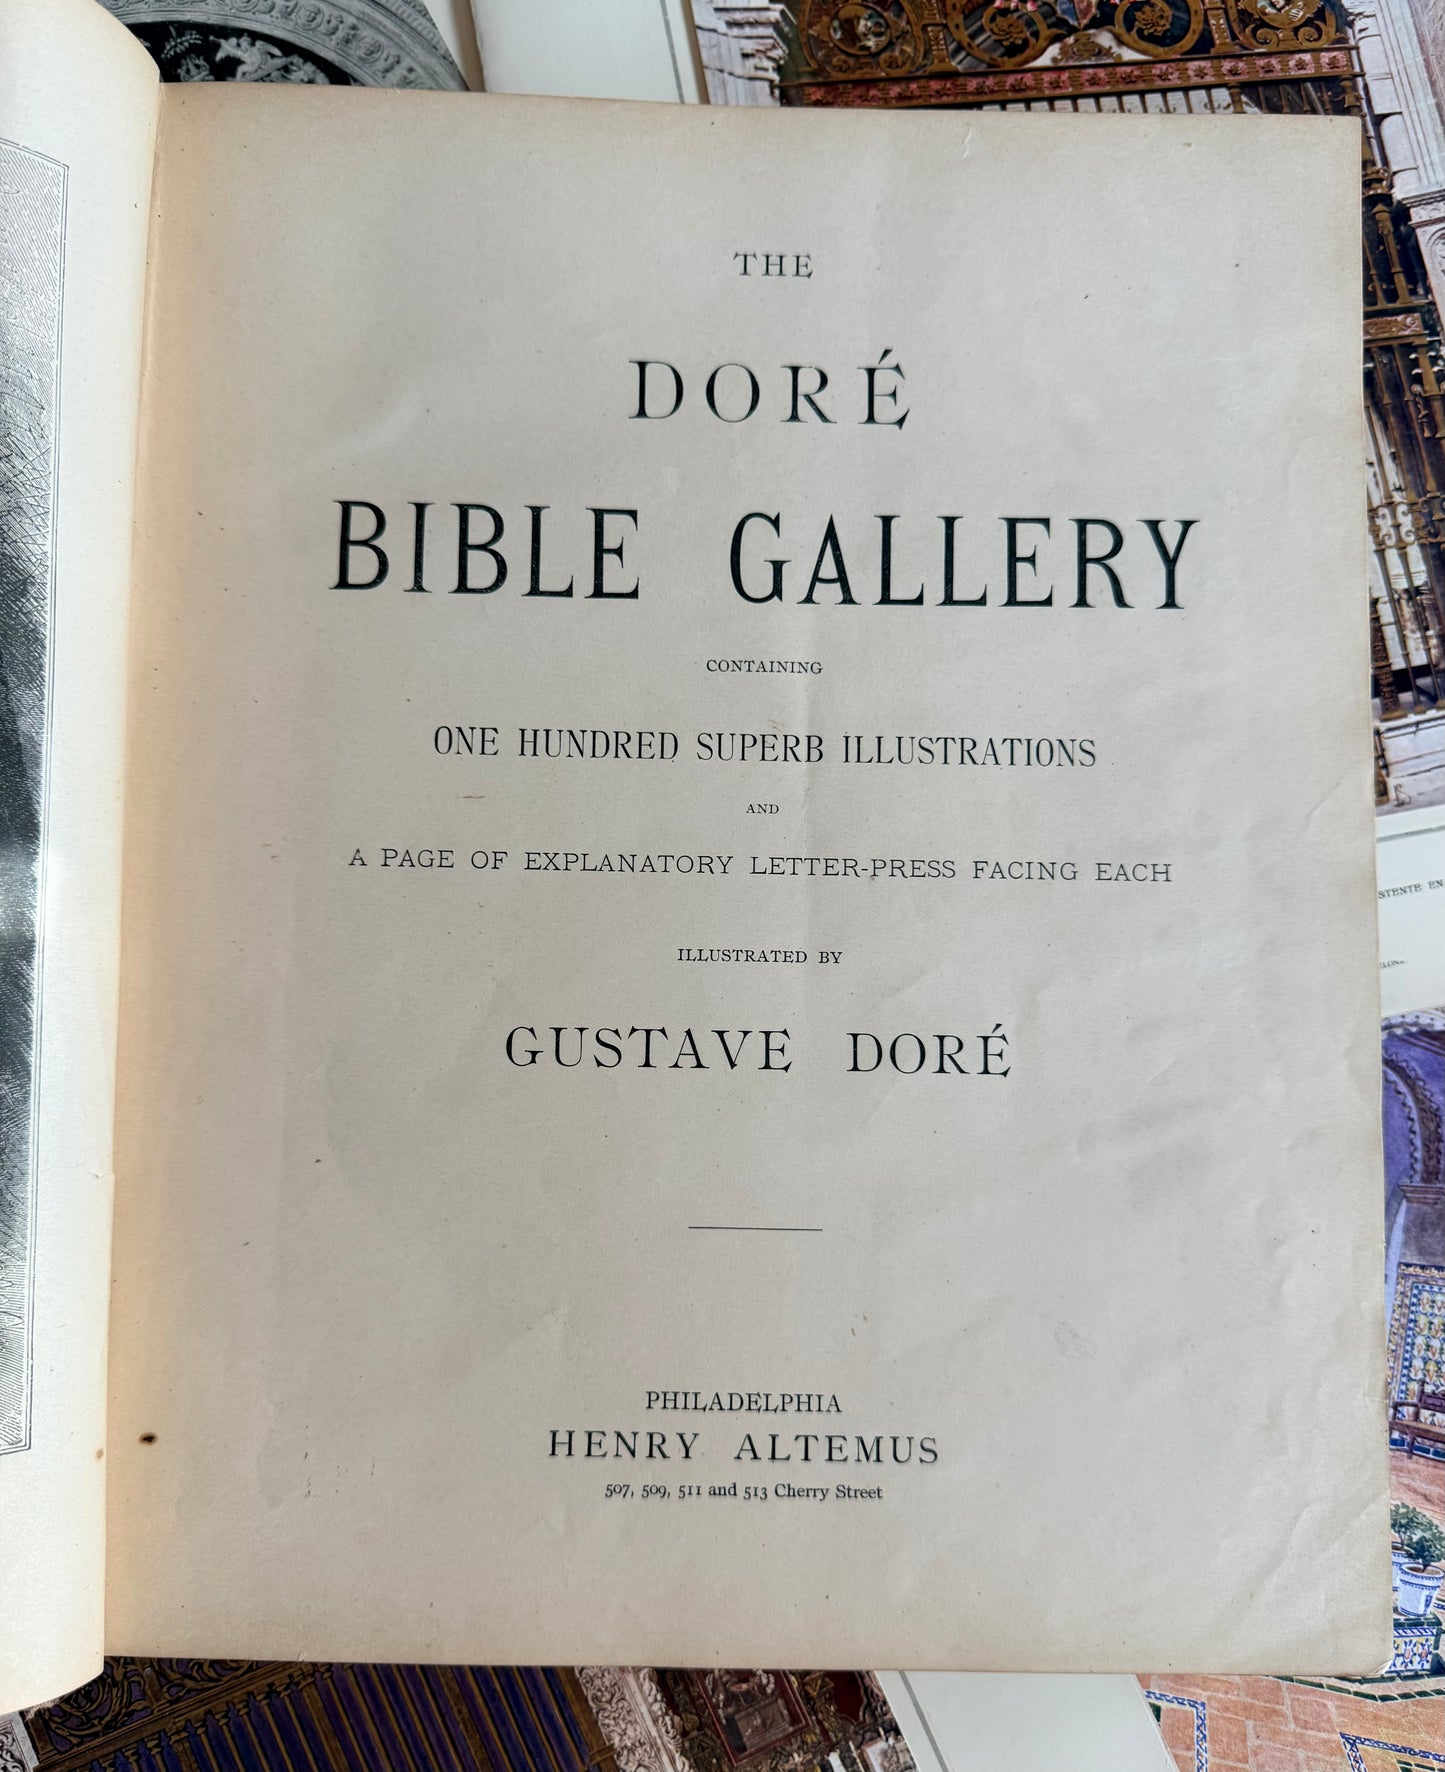 THE
DORÉ
BIBLE GALLERY
CONTAINING
ONE HUNDRED SUPERB ILLUSTRATIONS
AND
A PAGE OF EXPLANATORY LETTER-PRESS FACING EACH
ILLUSTRATED BY
GUSTAVE DORÉ
PHILADELPHIA
HENRY ALTEMUS
507, 509, 511 and 513 Cherry Street
EN